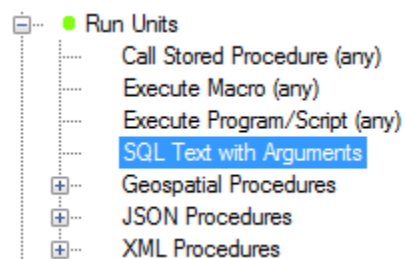 Run Units
Call Stored Procedure (any)
Execute Macro (any)
Execute Program/Script (any)
SQL Text with Arguments
Geospatial Procedures
JSON Procedures
XML Procedures